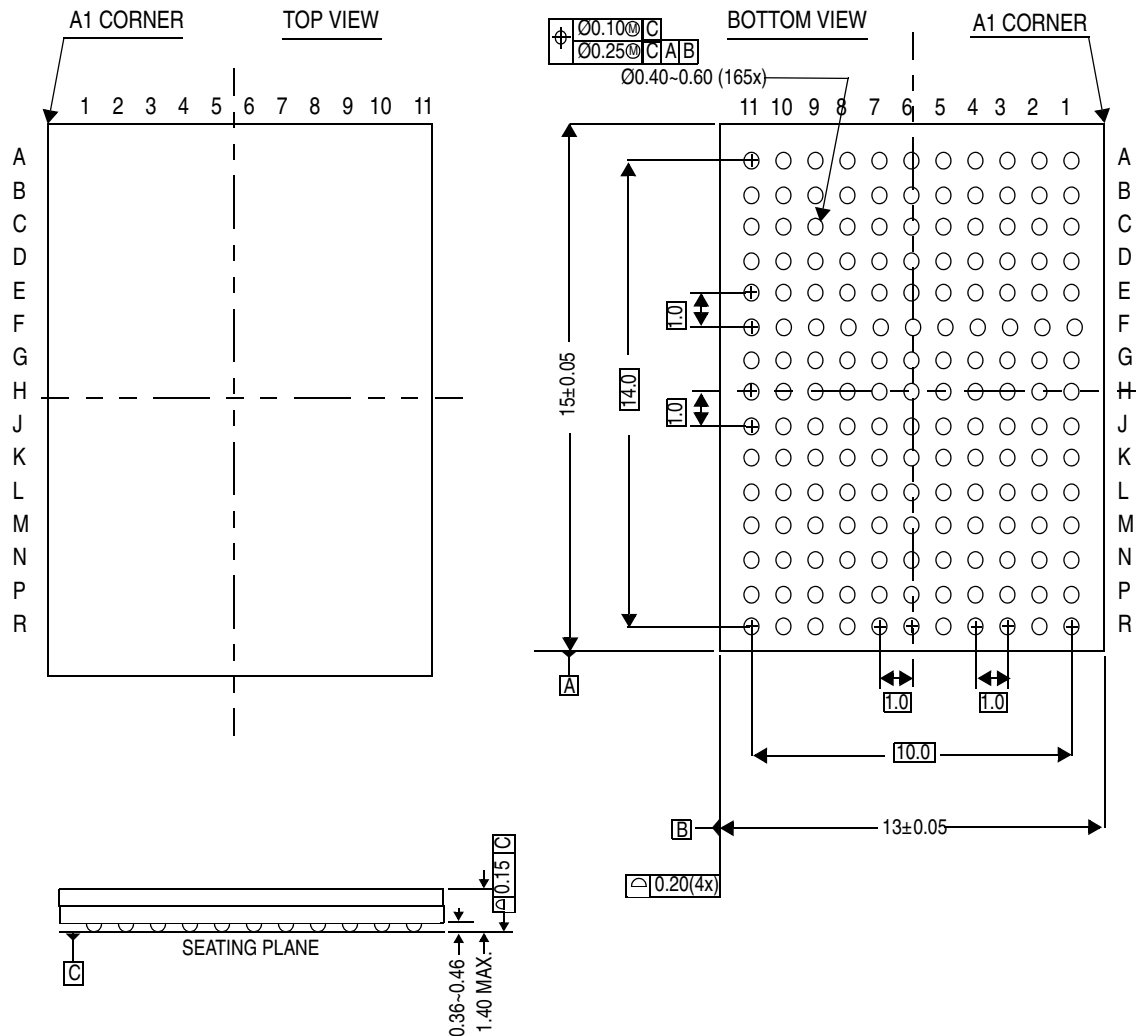 A1 CORNER
TOP VIEW
1 2 3 4 5 6 7 8 9 10 11
A
B
C
D
E
F
G
H
J
K
L
M
N
P
R
Ø0.10Ⓜ C
Ø0.25Ⓜ C A B
BOTTOM VIEW
A1 CORNER
Ø0.40~0.60 (165x)
11 10 9 8 7 6 5 4 3 2 1
A
B
C
D
E
F
G
H
J
K
L
M
N
P
R
15±0.05
14.0
1.0
1.0
A
1.0
1.0
10.0
B
13±0.05
0.20(4x)
0.15 C
SEATING PLANE
C
0.36~0.46
1.40 MAX.